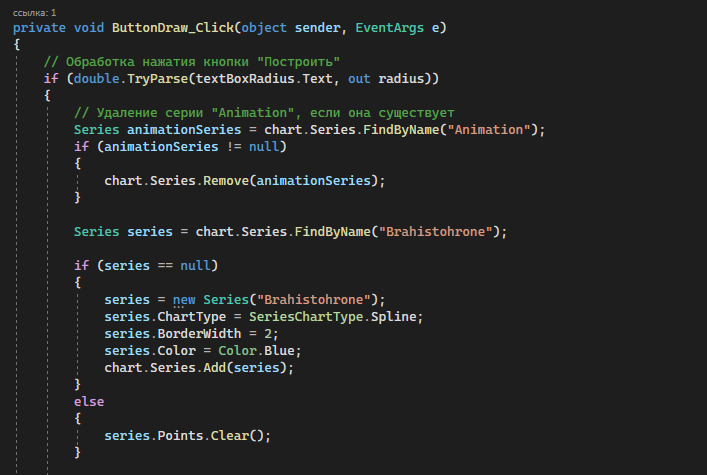 ссылка: 1
private void ButtonDraw_Click(object sender, EventArgs e)
{
    // Обработка нажатия кнопки "Построить"
    if (double.TryParse(textBoxRadius.Text, out radius))
    {
        // Удаление серии "Animation", если она существует
        Series animationSeries = chart.Series.FindByName("Animation");
        if (animationSeries != null)
        {
            chart.Series.Remove(animationSeries);
        }

        Series series = chart.Series.FindByName("Brahistohrone");

        if (series == null)
        {
            series = new Series("Brahistohrone");
            series.ChartType = SeriesChartType.Spline;
            series.BorderWidth = 2;
            series.Color = Color.Blue;
            chart.Series.Add(series);
        }
        else
        {
            series.Points.Clear();
        }